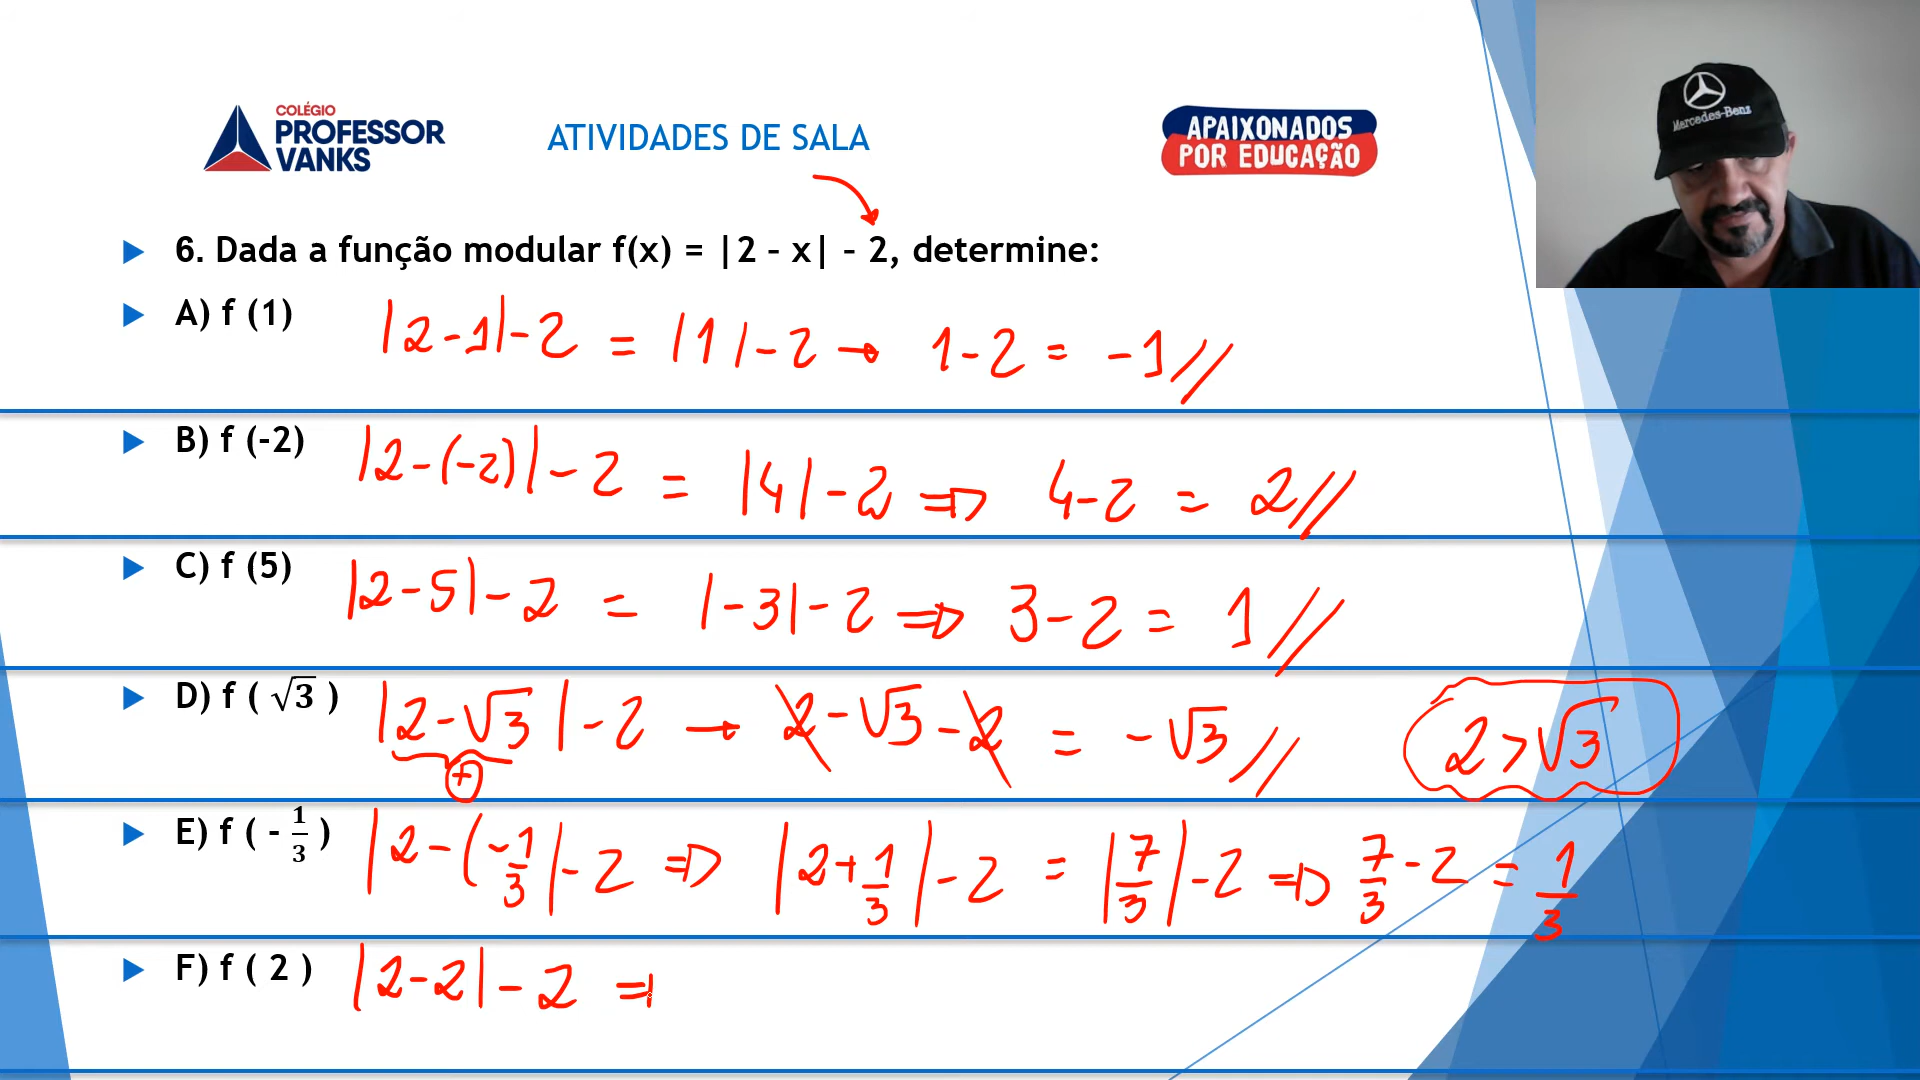 COLÉGIO
PROFESSOR
VANKS
ATIVIDADES DE SALA
APAIXONADOS
POR EDUCAÇÃO
Mercedes-Benz
6. Dada a função modular f(x) = |2 – x| – 2, determine:
A) f (1) |2-1|-2 = |1|-2 → 1-2 = -1//
B) f (-2) |2-(-2)|-2 = |4|-2 ⇒ 4-2 = 2//
C) f (5) |2-5|-2 = |-3|-2 ⇒ 3-2 = 1//
D) f ( √3 ) |2-√3|-2 → 2-√3-2 = -√3// 2>√3
+
E) f ( - 1/3 ) |2-(-1/3|-2 ⇒ |2+1/3|-2 = |7/3|-2 ⇒ 7/3-2 = 1/3
F) f ( 2 ) |2-2|-2 =